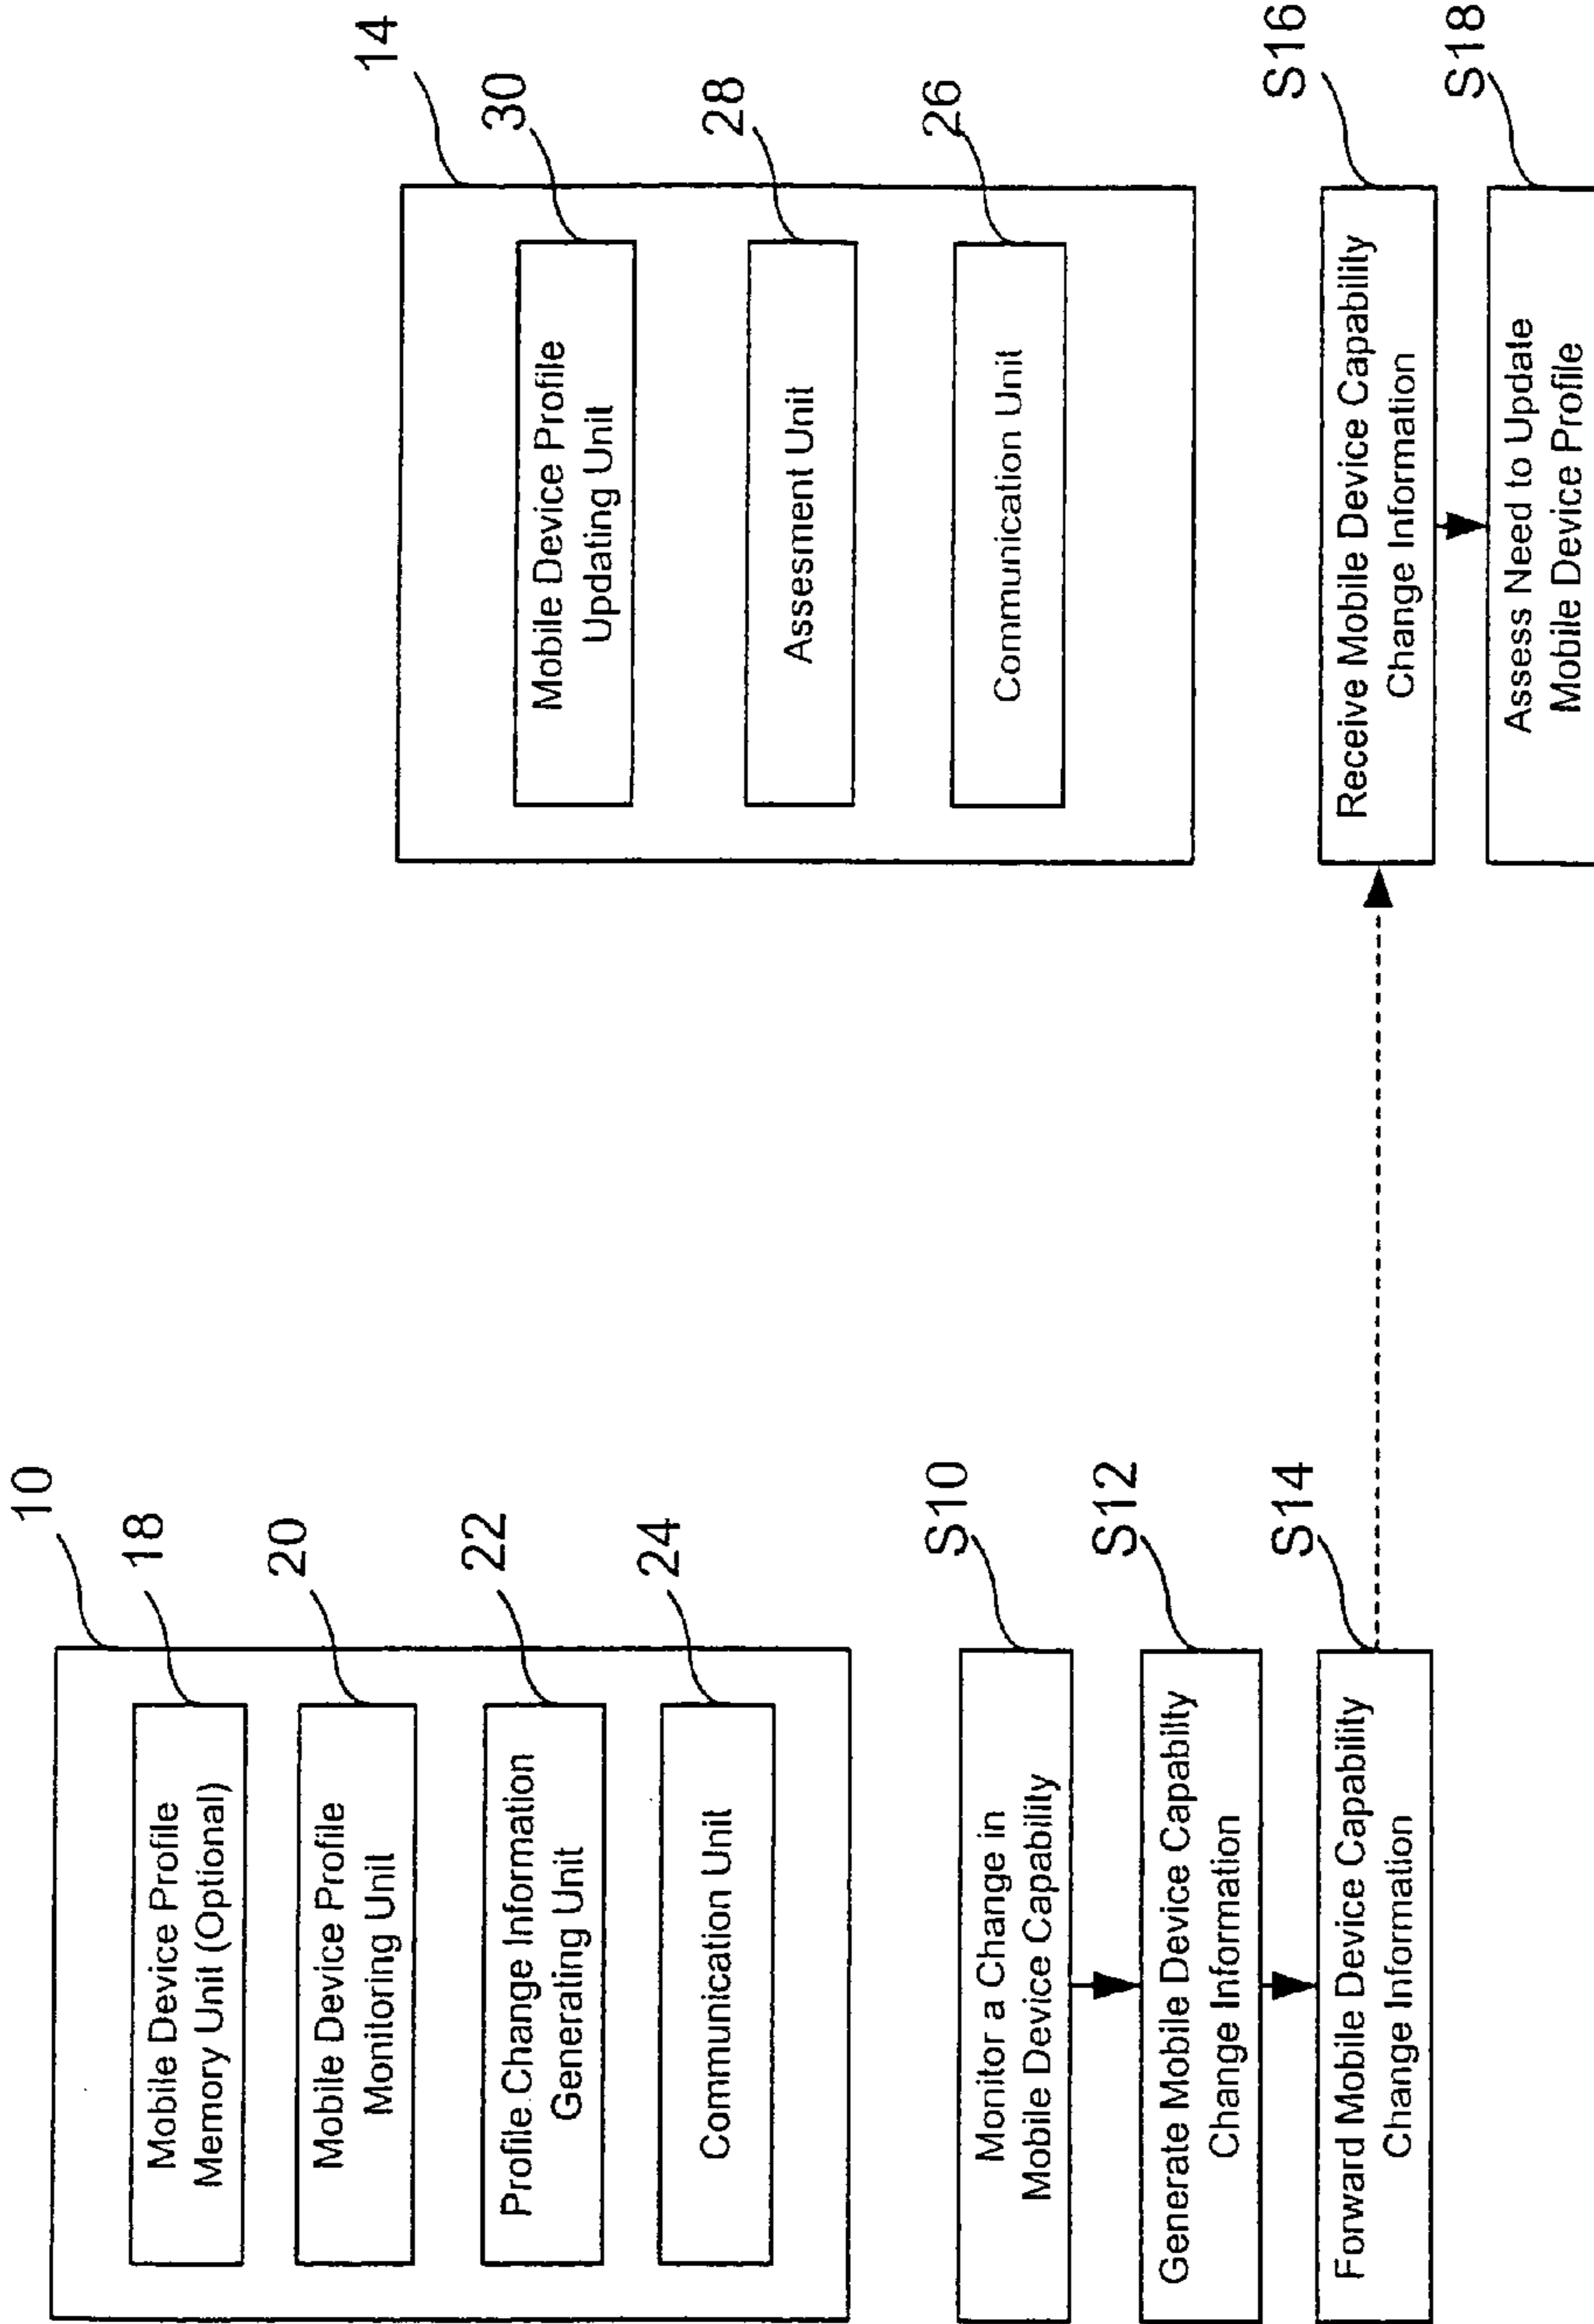 10
18
Mobile Device Profile
Memory Unit (Optional)
20
Mobile Device Profile
Monitoring Unit
22
Profile Change Information
Generating Unit
24
Communication Unit
S10
Monitor a Change in
Mobile Device Capability
S12
Generate Mobile Device Capabilty
Change Information
S14
Forward Mobile Device Capability
Change Information
14
30
Mobile Device Profile
Updating Unit
28
Assesment Unit
26
Communication Unit
S16
Receive Mobile Device Capability
Change Information
S18
Assess Need to Update
Mobile Device Profile